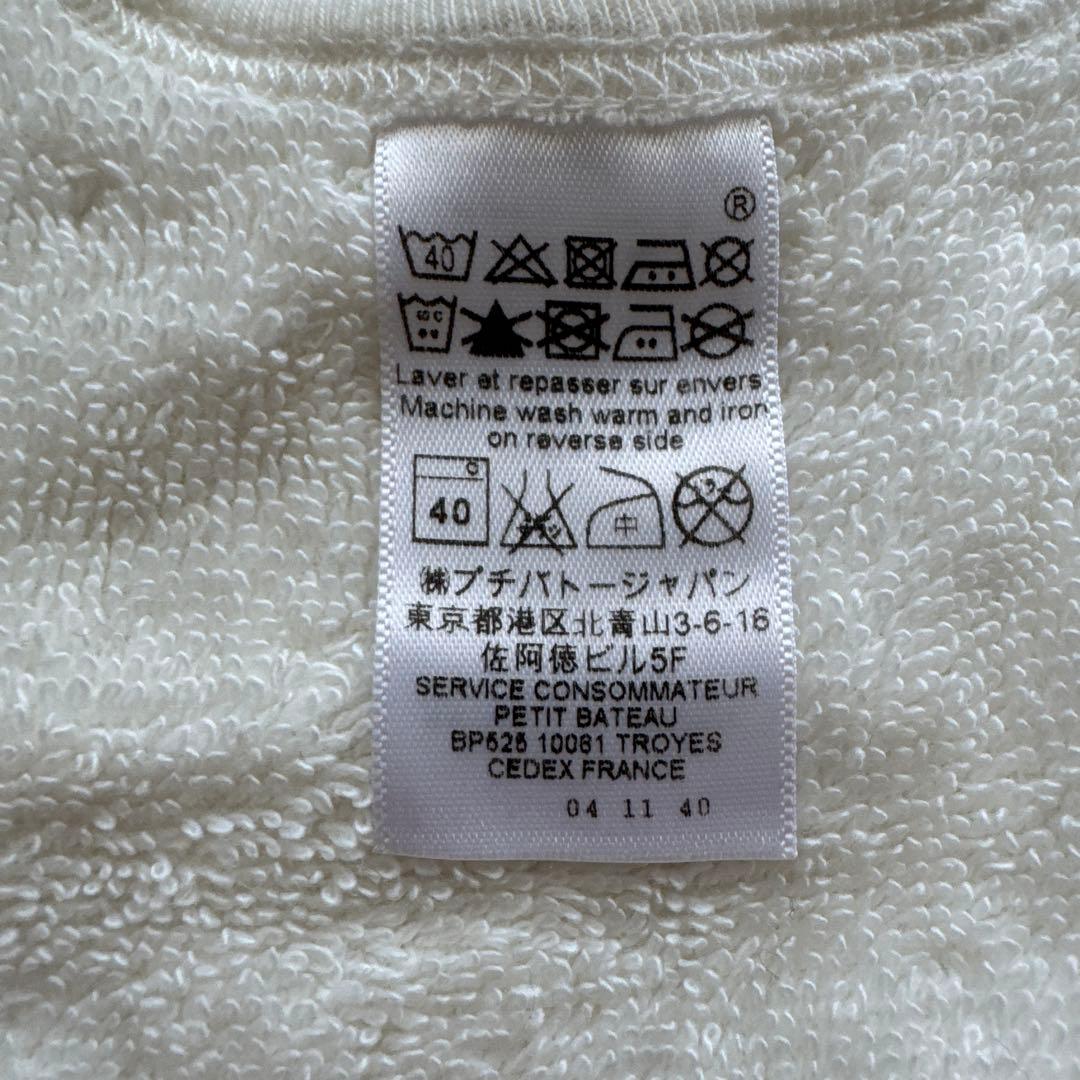 ®
40
Laver et repasser sur envers
Machine wash warm and iron
on reverse side
C
40
中
㈱プチバトージャパン
東京都港区北青山3-6-16
佐阿徳ビル5F
SERVICE CONSOMMATEUR
PETIT BATEAU
BP525 10081 TROYES
CEDEX FRANCE
04 11 40